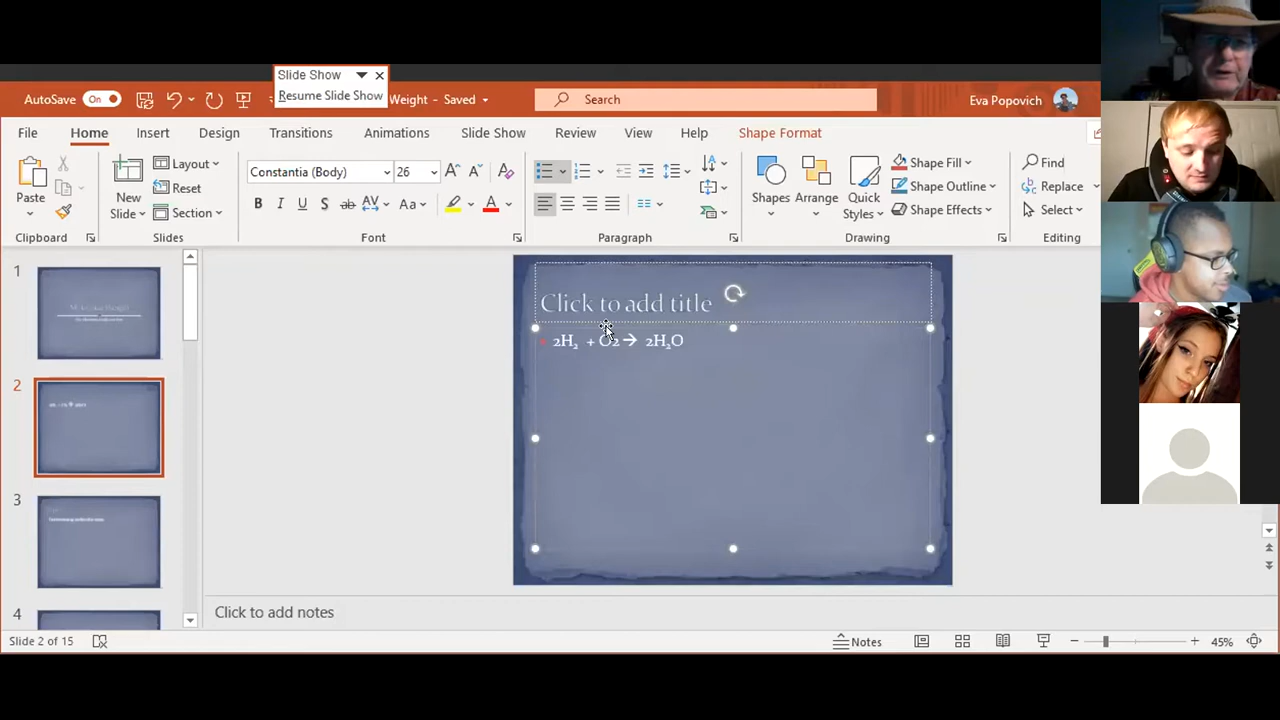 Slide Show
Resume Slide Show
AutoSave On Weight - Saved Search Eva Popovich
File Home Insert Design Transitions Animations Slide Show Review View Help Shape Format
Paste
New Slide
Layout
Reset
Section
Constantia (Body) 26
B I U S ab AV Aa A
Shapes Arrange Quick Styles
Shape Fill
Shape Outline
Shape Effects
Find
Replace
Select
Clipboard Slides Font Paragraph Drawing Editing
1
2
3
4
Click to add title
2H₂ + O2 → 2H₂O
Click to add notes
Slide 2 of 15 Notes 45%